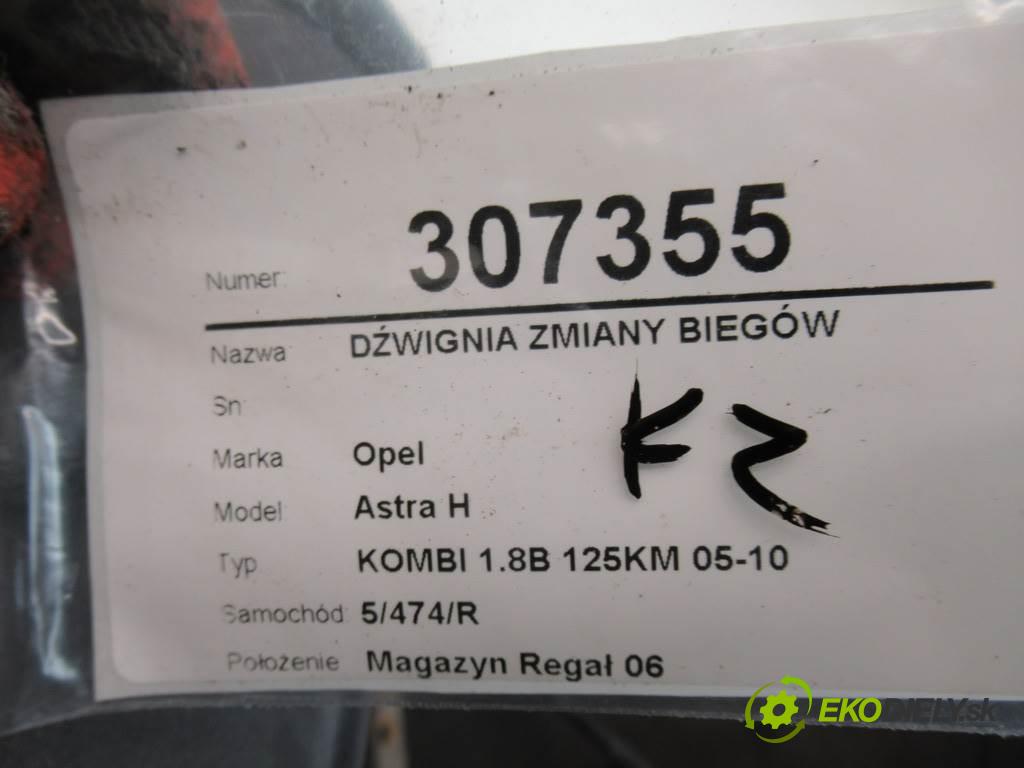 Numer: 307355
Nazwa DŹWIGNIA ZMIANY BIEGÓW
Sn
KZ
Marka Opel
Model Astra H
Typ KOMBI 1.8B 125KM 05-10
Samochód: 5/474/R
Położenie Magazyn Regał 06
EKODIELY.sk